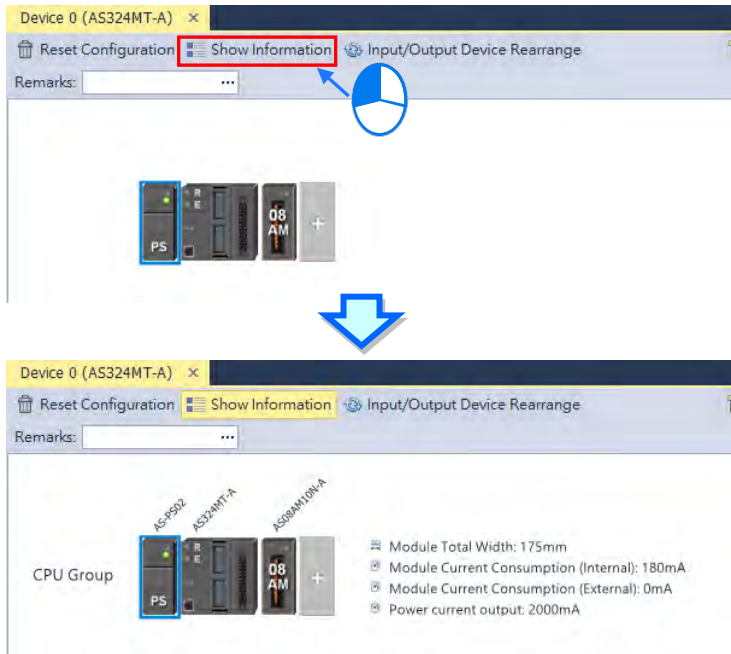 Device 0 (AS324MT-A) ×
Reset Configuration Show Information Input/Output Device Rearrange
Remarks: ...
R
E
08
AM
PS
+
Device 0 (AS324MT-A) ×
Reset Configuration Show Information Input/Output Device Rearrange
Remarks: ...
AS-PS02 AS324MT-A AS08AM10N-A
CPU Group
R
E
08
AM
PS
+
Module Total Width: 175mm
Module Current Consumption (Internal): 180mA
Module Current Consumption (External): 0mA
Power current output: 2000mA